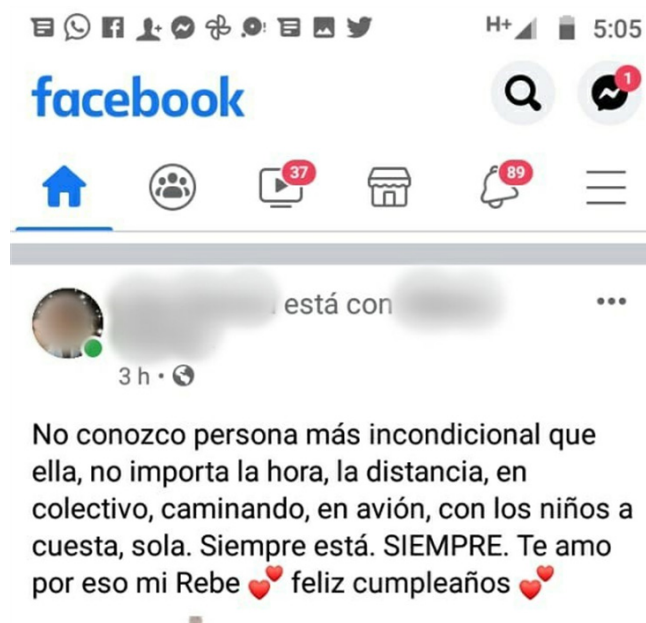 H+ 5:05
facebook
1
37
89
está con
3 h ·
No conozco persona más incondicional que
ella, no importa la hora, la distancia, en
colectivo, caminando, en avión, con los niños a
cuesta, sola. Siempre está. SIEMPRE. Te amo
por eso mi Rebe 💕 feliz cumpleaños 💕